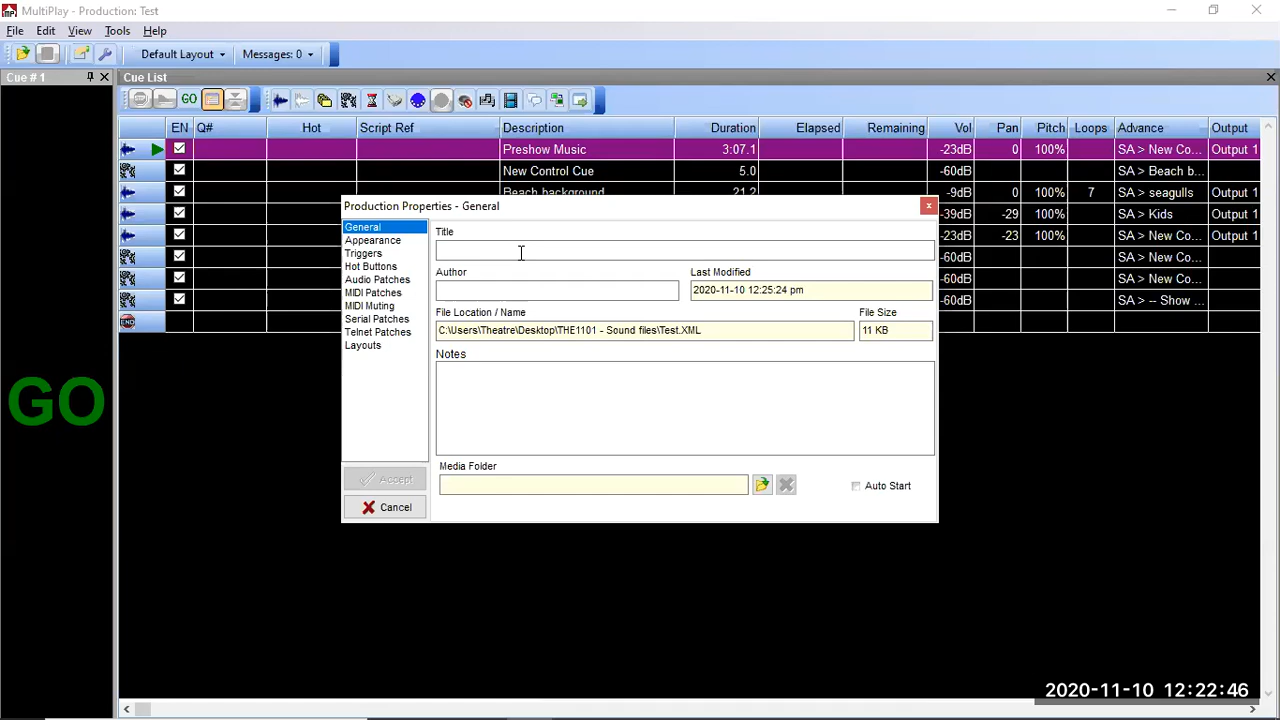 MultiPlay - Production: Test
File Edit View Tools Help
Default Layout Messages: 0
Cue # 1 Cue List
GO
EN Q# Hot Script Ref Description Duration Elapsed Remaining Vol Pan Pitch Loops Advance Output
Preshow Music 3:07.1 -23dB 0 100% SA > New Co... Output 1
New Control Cue 5.0 -60dB SA > Beach b...
Beach background 21.2 -9dB 0 100% 7 SA > seagulls Output 1
-39dB -29 100% SA > Kids Output 1
-23dB -23 100% SA > New Co... Output 1
-60dB SA > New Co...
-60dB SA > New Co...
-60dB SA > -- Show ...
END
GO
Production Properties - General
General
Appearance
Triggers
Hot Buttons
Audio Patches
MIDI Patches
MIDI Muting
Serial Patches
Telnet Patches
Layouts
Accept
Cancel
Title
Author Last Modified
2020-11-10 12:25:24 pm
File Location / Name File Size
C:\Users\Theatre\Desktop\THE1101 - Sound files\Test.XML 11 KB
Notes
Media Folder
Auto Start
2020-11-10 12:22:46